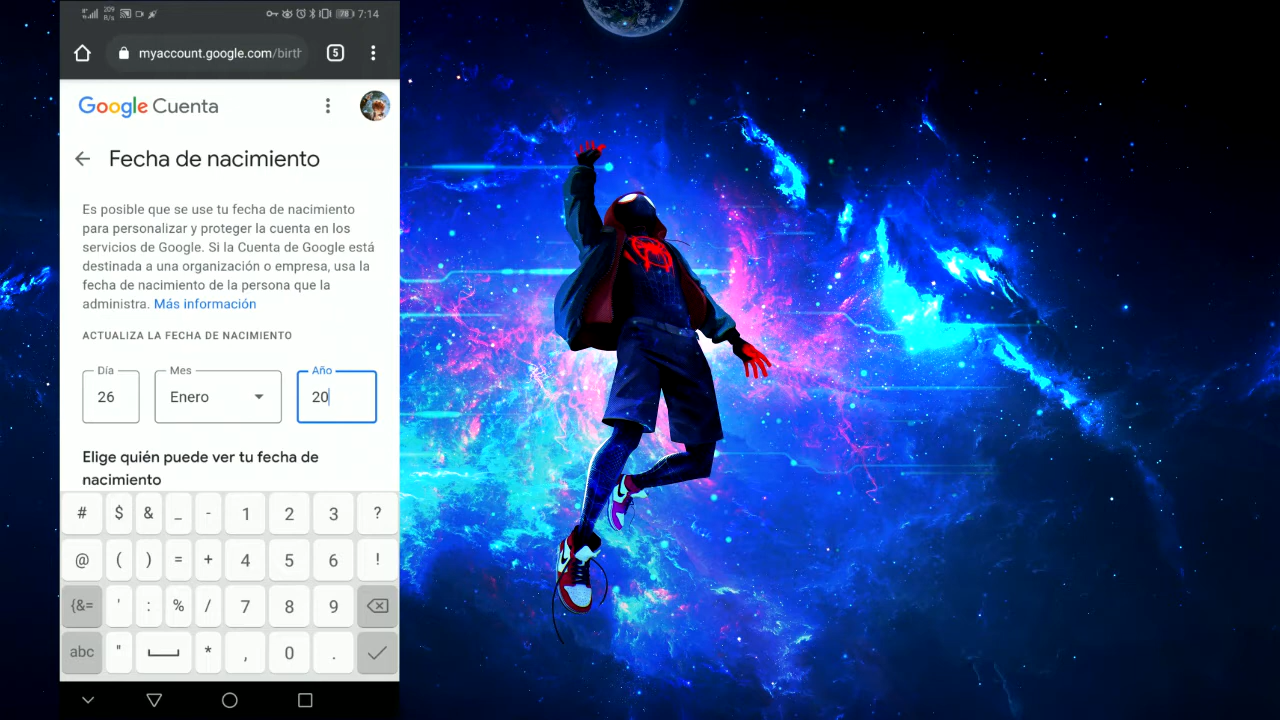 209
R/s
78
7:14
myaccount.google.com/birth
5
Google Cuenta
Fecha de nacimiento
Es posible que se use tu fecha de nacimiento
para personalizar y proteger la cuenta en los
servicios de Google. Si la Cuenta de Google está
destinada a una organización o empresa, usa la
fecha de nacimiento de la persona que la
administra. Más información
ACTUALIZA LA FECHA DE NACIMIENTO
Día Mes Año
26 Enero 20
Elige quién puede ver tu fecha de
nacimiento
# $ & _ - 1 2 3 ?
@ ( ) = + 4 5 6 !
{&= ' : % / 7 8 9
abc " * , 0 .